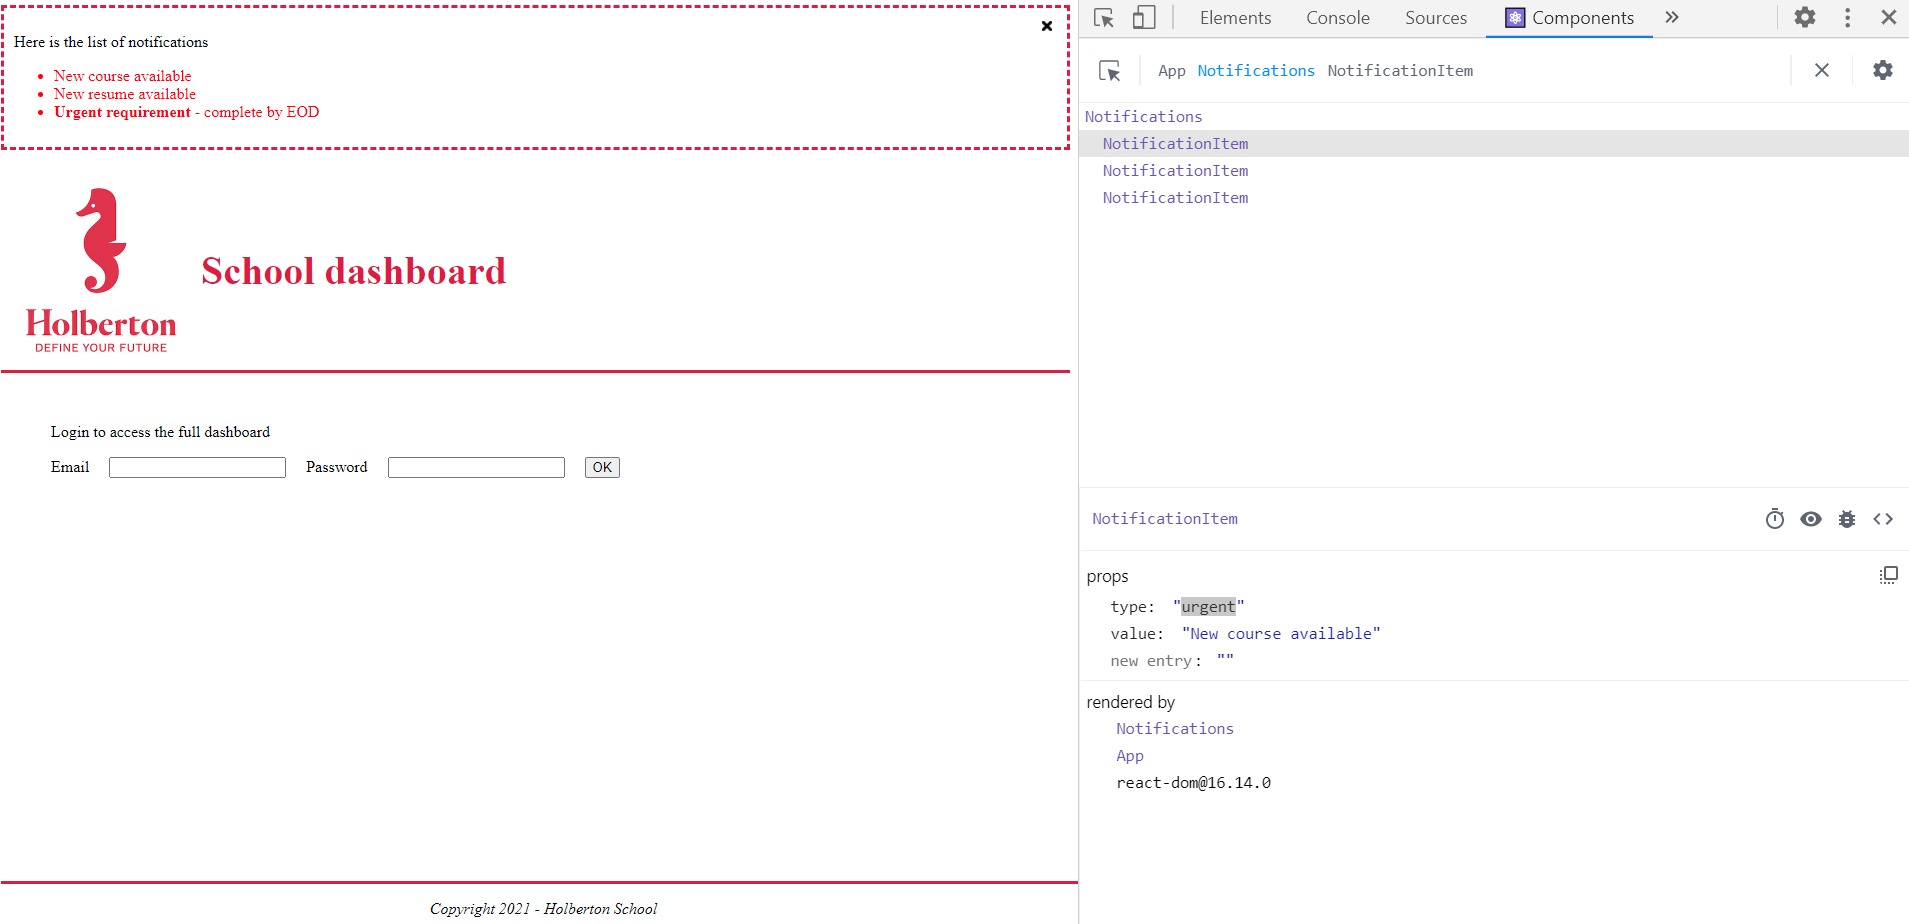 Here is the list of notifications
New course available
New resume available
Urgent requirement - complete by EOD
School dashboard
Holberton
DEFINE YOUR FUTURE
Login to access the full dashboard
Email Password OK
Copyright 2021 - Holberton School
Elements Console Sources Components »
App Notifications NotificationItem
Notifications
NotificationItem
NotificationItem
NotificationItem
NotificationItem
props
type: "urgent"
value: "New course available"
new entry: ""
rendered by
Notifications
App
react-dom@16.14.0